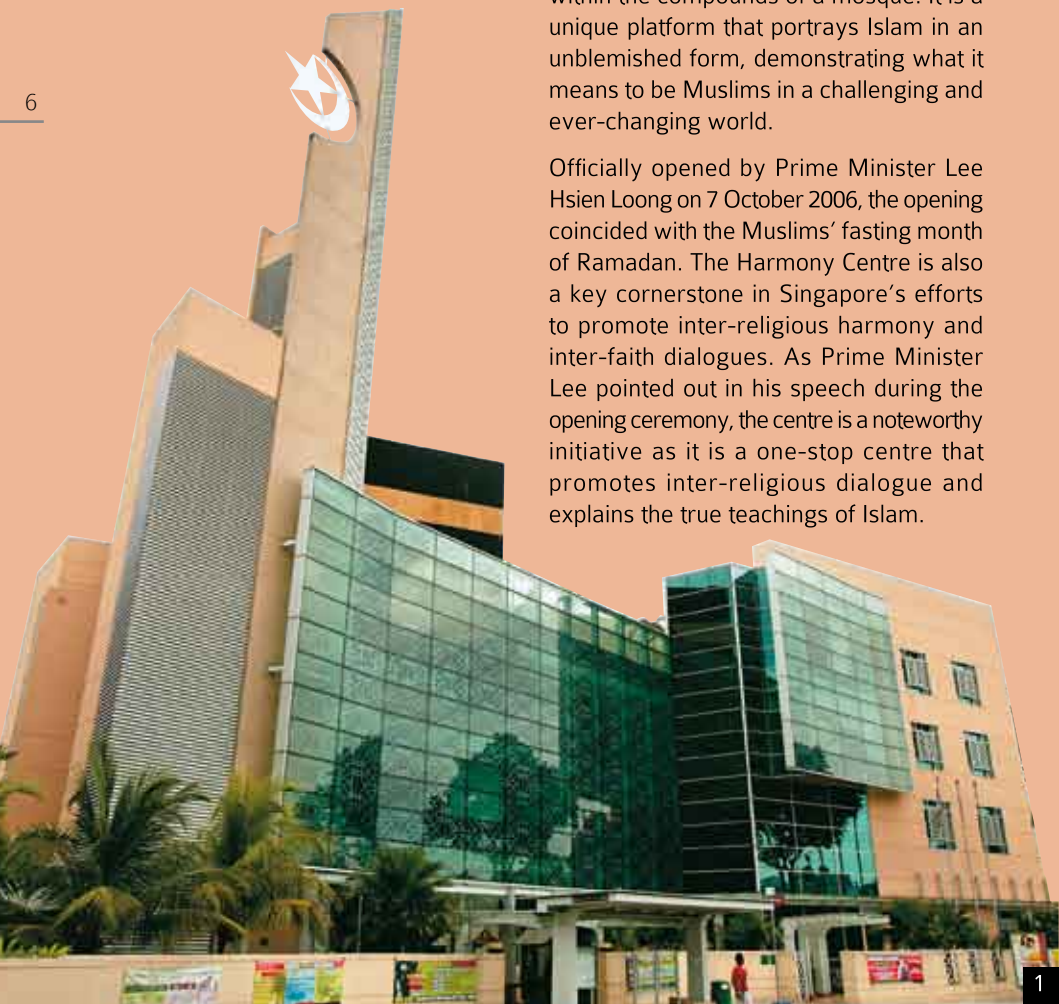 6
unique platform that portrays Islam in an
unblemished form, demonstrating what it
means to be Muslims in a challenging and
ever-changing world.
Officially opened by Prime Minister Lee
Hsien Loong on 7 October 2006, the opening
coincided with the Muslims’ fasting month
of Ramadan. The Harmony Centre is also
a key cornerstone in Singapore’s efforts
to promote inter-religious harmony and
inter-faith dialogues. As Prime Minister
Lee pointed out in his speech during the
opening ceremony, the centre is a noteworthy
initiative as it is a one-stop centre that
promotes inter-religious dialogue and
explains the true teachings of Islam.
1